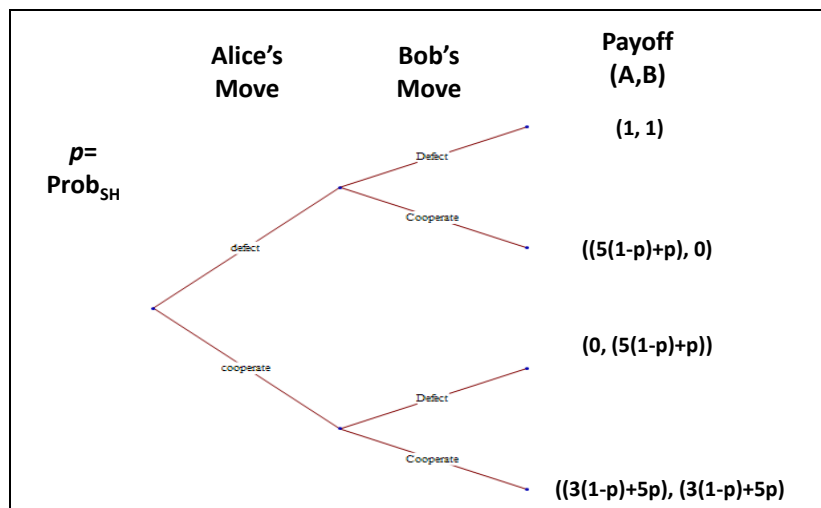 Alice's
Move
Bob's
Move
Payoff
(A,B)
p=
Prob_SH
Defect
(1, 1)
Cooperate
defect
((5(1-p)+p), 0)
cooperate
Defect
(0, (5(1-p)+p))
Cooperate
((3(1-p)+5p), (3(1-p)+5p)